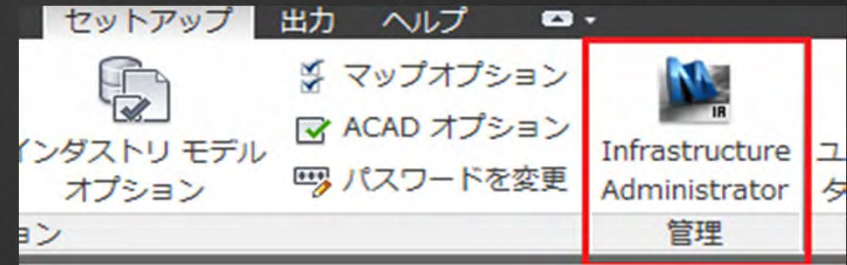 セットアップ 出力 ヘルプ
インダストリ モデル
オプション
マップオプション
ACAD オプション
パスワードを変更
IR
Infrastructure
Administrator
管理
ョン
ユ
タ